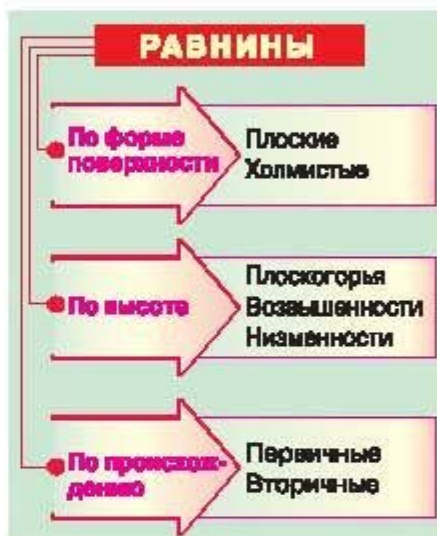 РАВНИНЫ
По форме
поверхности
Плоские
Холмистые
По высоте
Плоскогорья
Возвышенности
Низменности
По происхож-
дению
Первичные
Вторичные